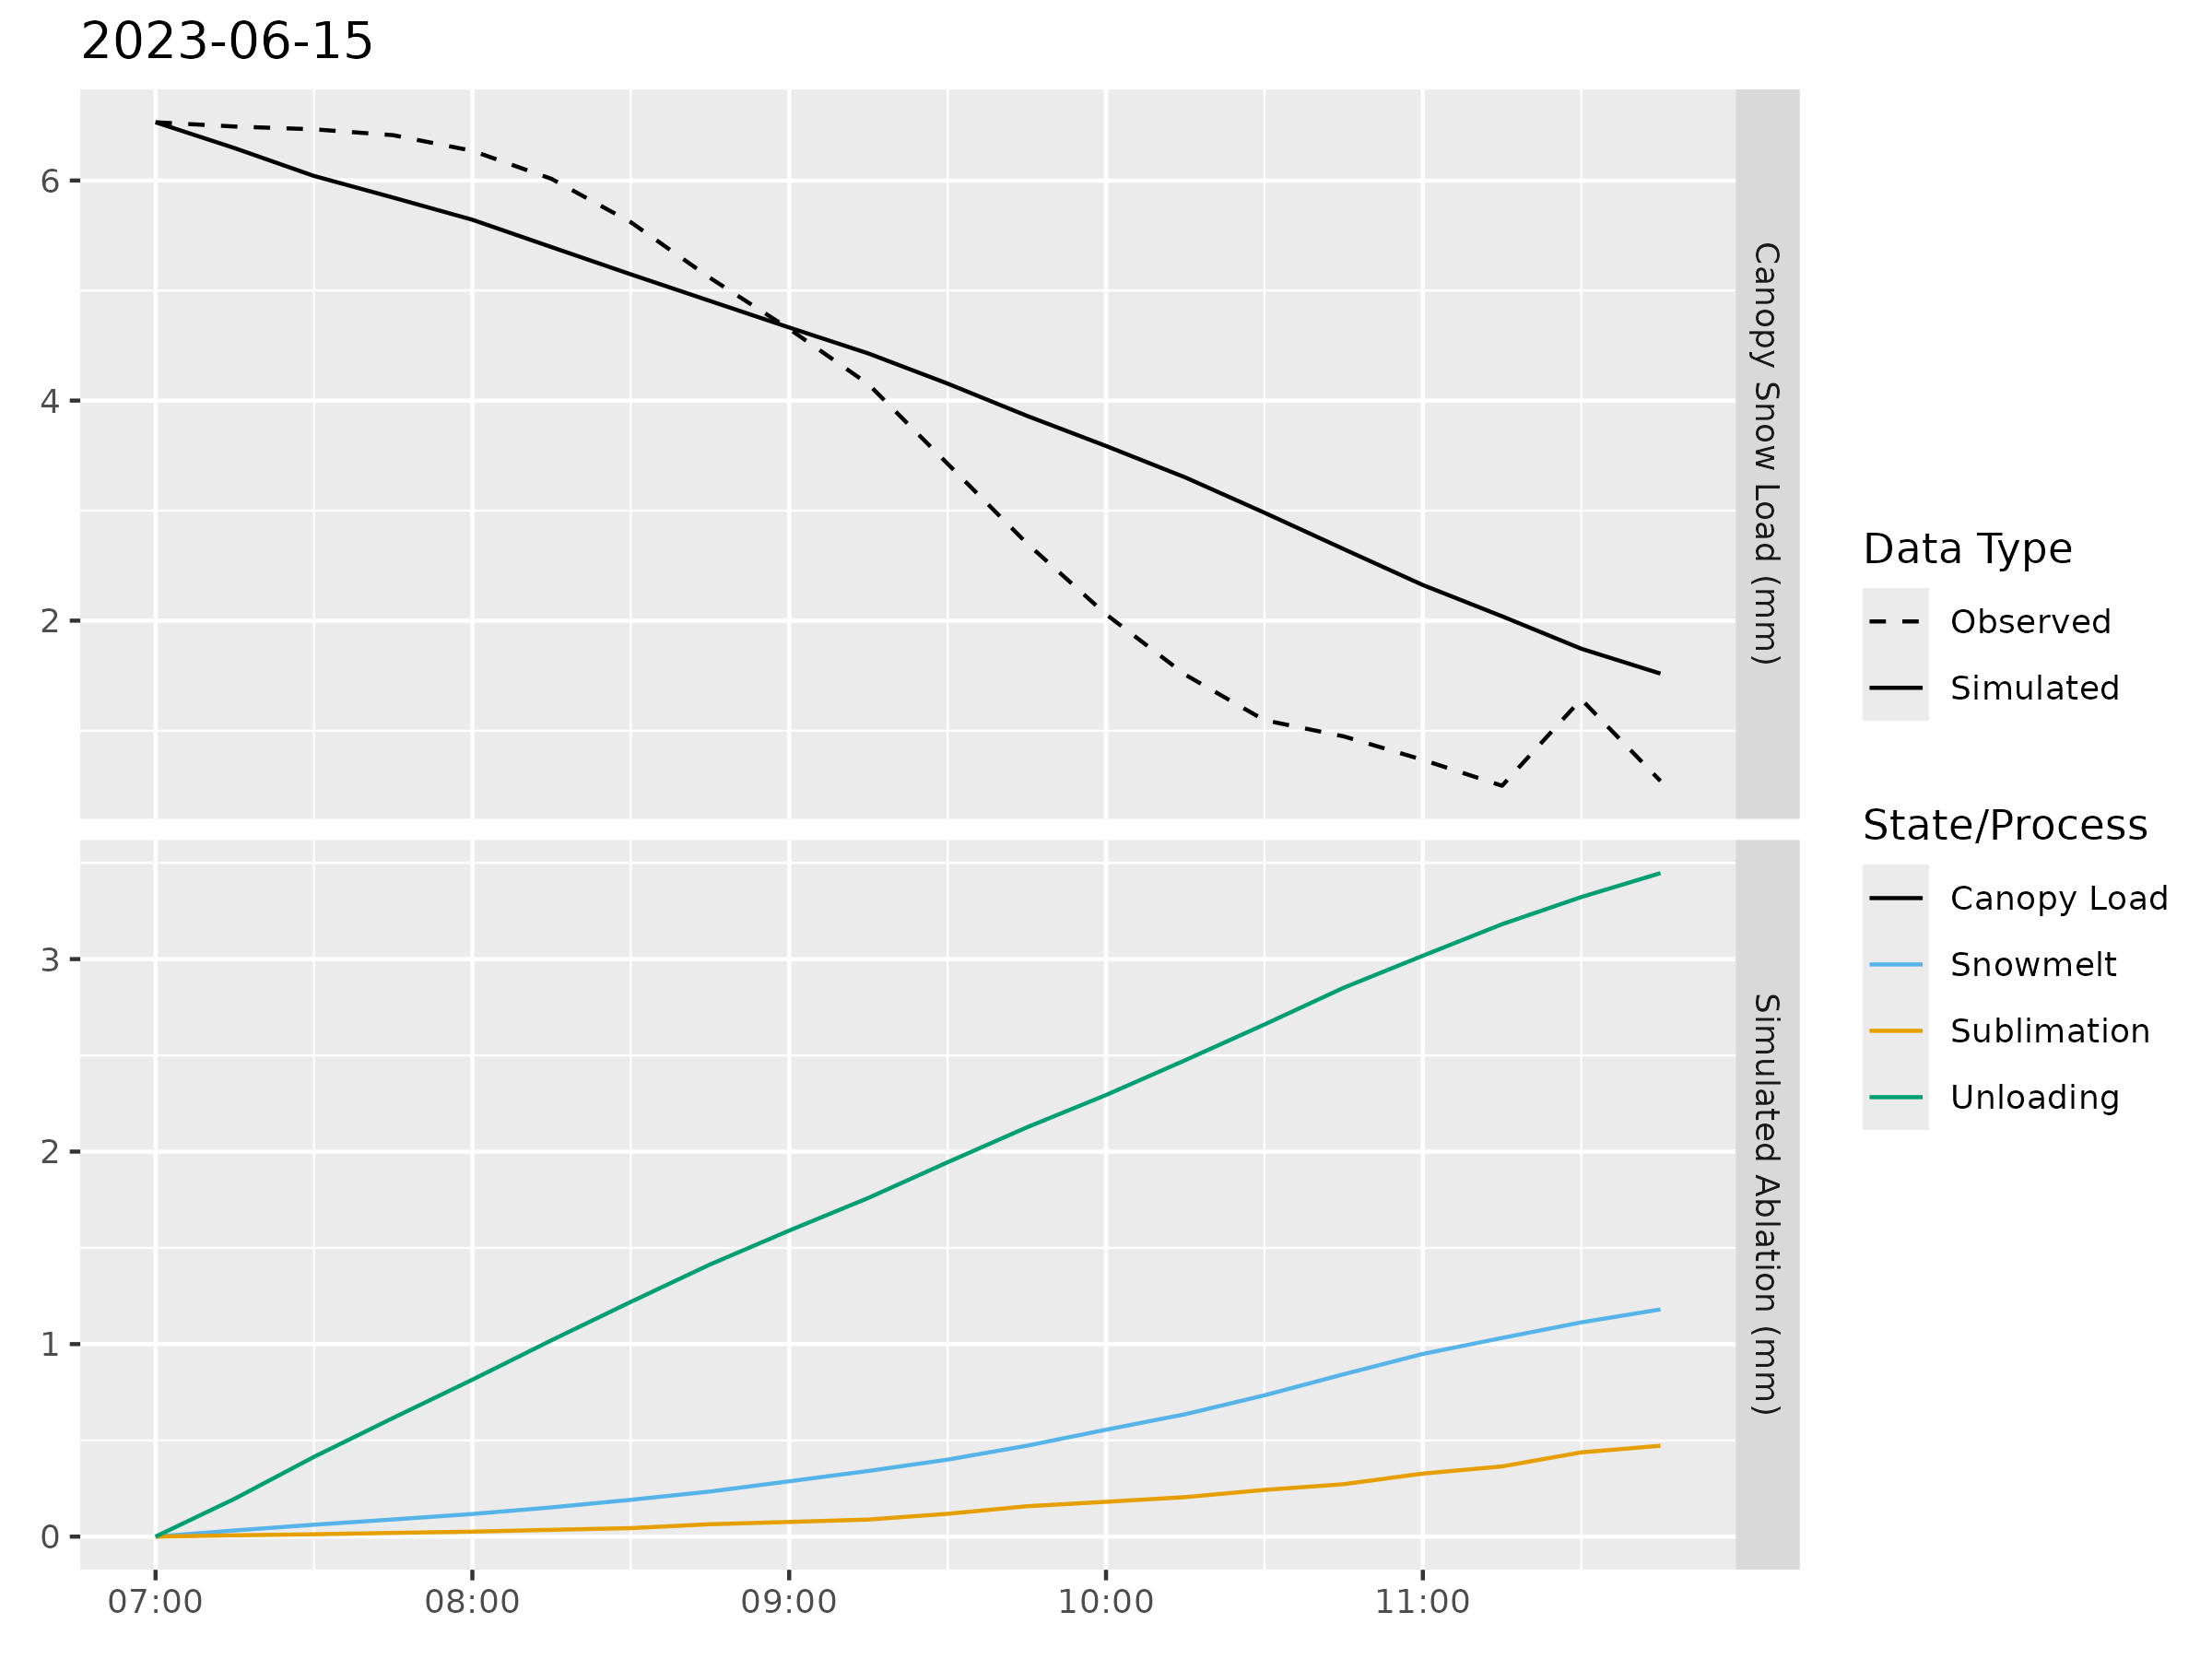 2023-06-15
6
4
2
Canopy Snow Load (mm)
3
2
1
0
Simulated Ablation (mm)
07:00
08:00
09:00
10:00
11:00
Data Type
Observed
Simulated
State/Process
Canopy Load
Snowmelt
Sublimation
Unloading